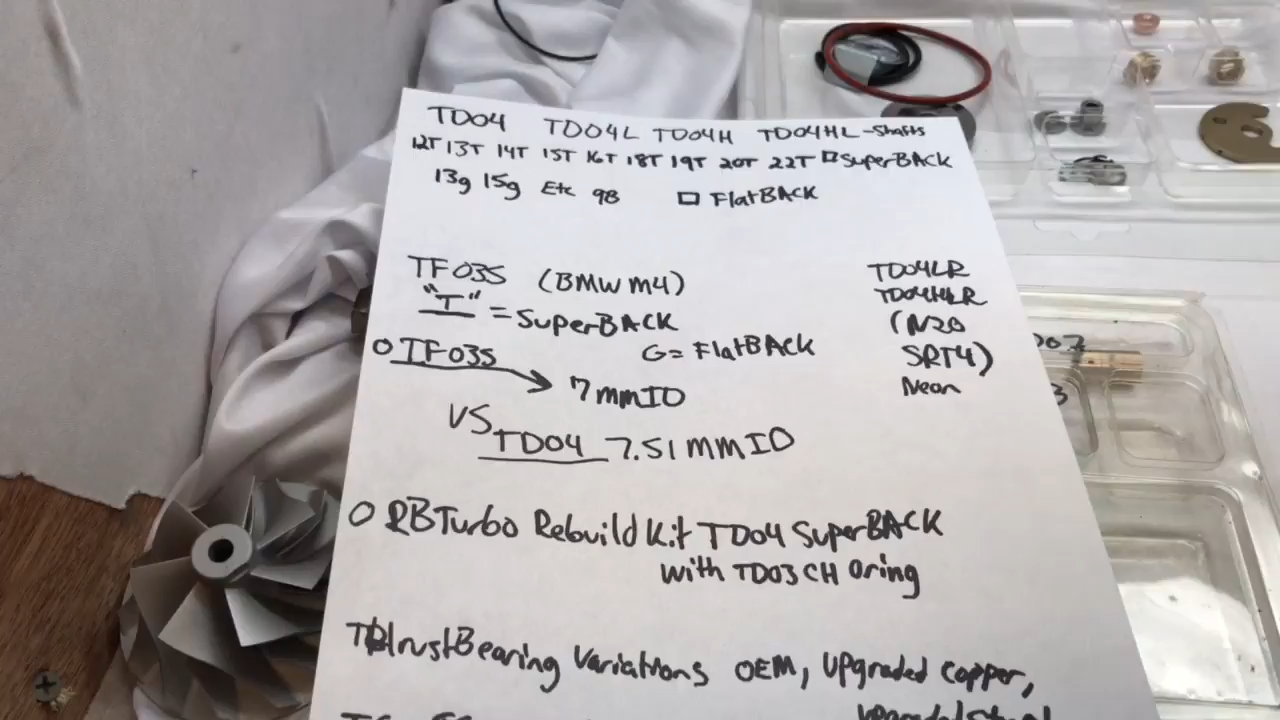 TD04 TD04L TD04H TD04HL -Shafts
12T 13T 14T 15T 16T 18T 19T 20T 22T SuperBACK
13g 15g Etc 9B FlatBACK
TF035 (BMW M4)
"T" = SuperBACK
G= FlatBACK
TF035
7mmID
VS TD04 7.51MMID
TD04LR
TD04HLR
(N20
SRT4)
Neon
RBTurbo Rebuild Kit TD04 SuperBACK
with TD03 CH Oring
ThrustBearing Variations OEM, Upgraded Copper,